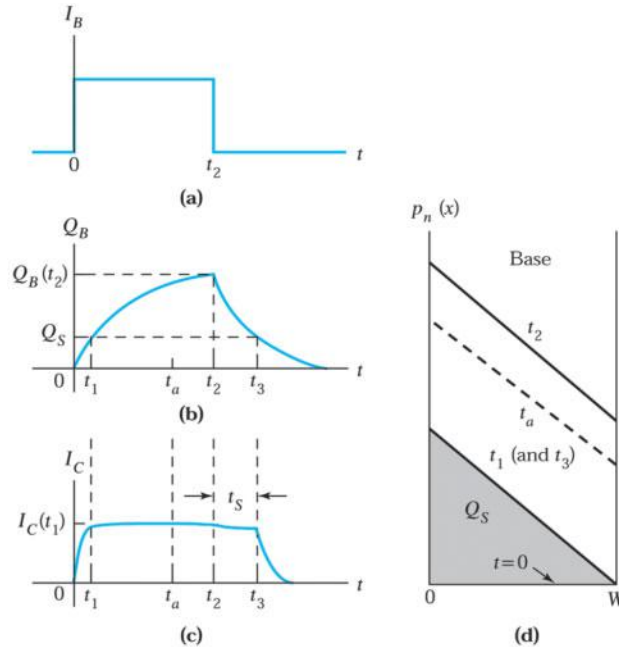 I_B
0
t_2
t
(a)
Q_B
Q_B(t_2)
Q_S
0
t_1
t_a
t_2
t_3
t
(b)
I_C
t_S
I_C(t_1)
0
t_1
t_a
t_2
t_3
t
(c)
p_n (x)
Base
t_2
t_a
t_1 (and t_3)
Q_S
t=0
0
W
(d)